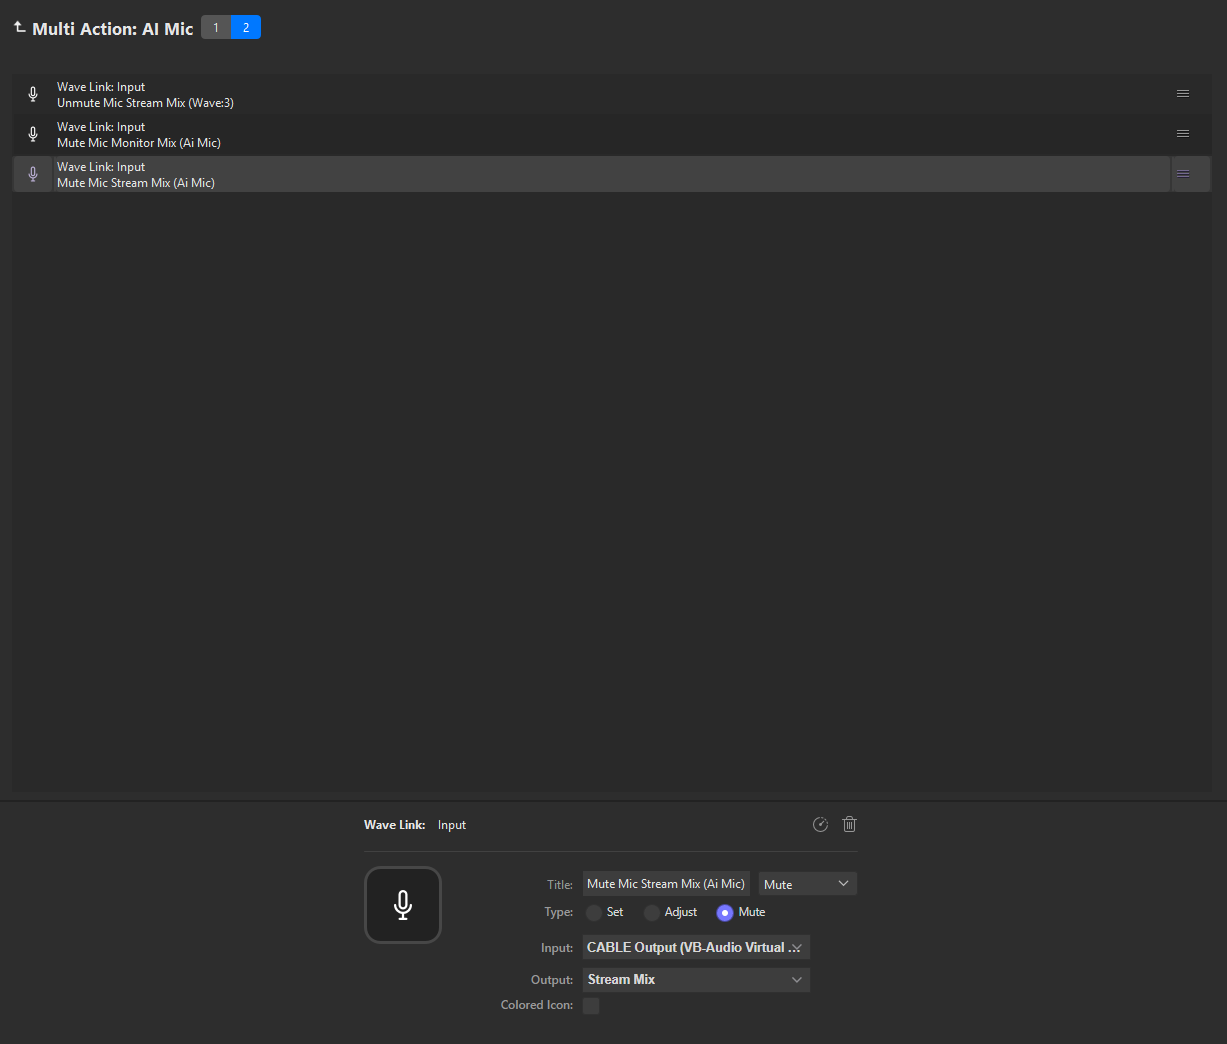 Multi Action: AI Mic 1 2
Wave Link: Input
Unmute Mic Stream Mix (Wave:3)
Wave Link: Input
Mute Mic Monitor Mix (Ai Mic)
Wave Link: Input
Mute Mic Stream Mix (Ai Mic)
Wave Link: Input
Title: Mute Mic Stream Mix (Ai Mic) Mute
Type: Set Adjust Mute
Input: CABLE Output (VB-Audio Virtual ...
Output: Stream Mix
Colored Icon: